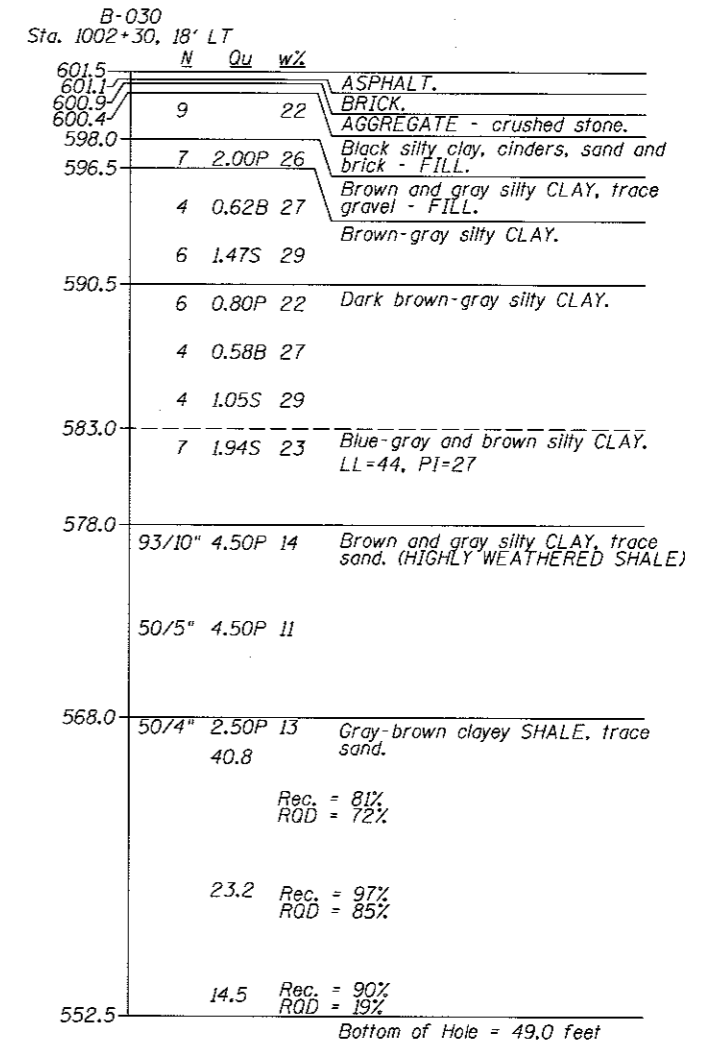 B-030
Sta. 1002+30, 18' LT
N Qu w%
601.5
601.1 ASPHALT.
600.9 BRICK.
600.4 9 22 AGGREGATE - crushed stone.
598.0 Black silty clay, cinders, sand and
brick - FILL.
596.5 7 2.00P 26
Brown and gray silty CLAY, trace
gravel - FILL.
4 0.62B 27
Brown-gray silty CLAY.
6 1.47S 29
590.5
6 0.80P 22 Dark brown-gray silty CLAY.
4 0.58B 27
4 1.05S 29
583.0
7 1.94S 23 Blue-gray and brown silty CLAY.
LL=44, PI=27
578.0
93/10" 4.50P 14 Brown and gray silty CLAY, trace
sand. (HIGHLY WEATHERED SHALE)
50/5" 4.50P 11
568.0
50/4" 2.50P 13 Gray-brown clayey SHALE, trace
sand.
40.8
Rec. = 81%
RQD = 72%
23.2 Rec. = 97%
RQD = 85%
14.5 Rec. = 90%
RQD = 19%
552.5
Bottom of Hole = 49.0 feet